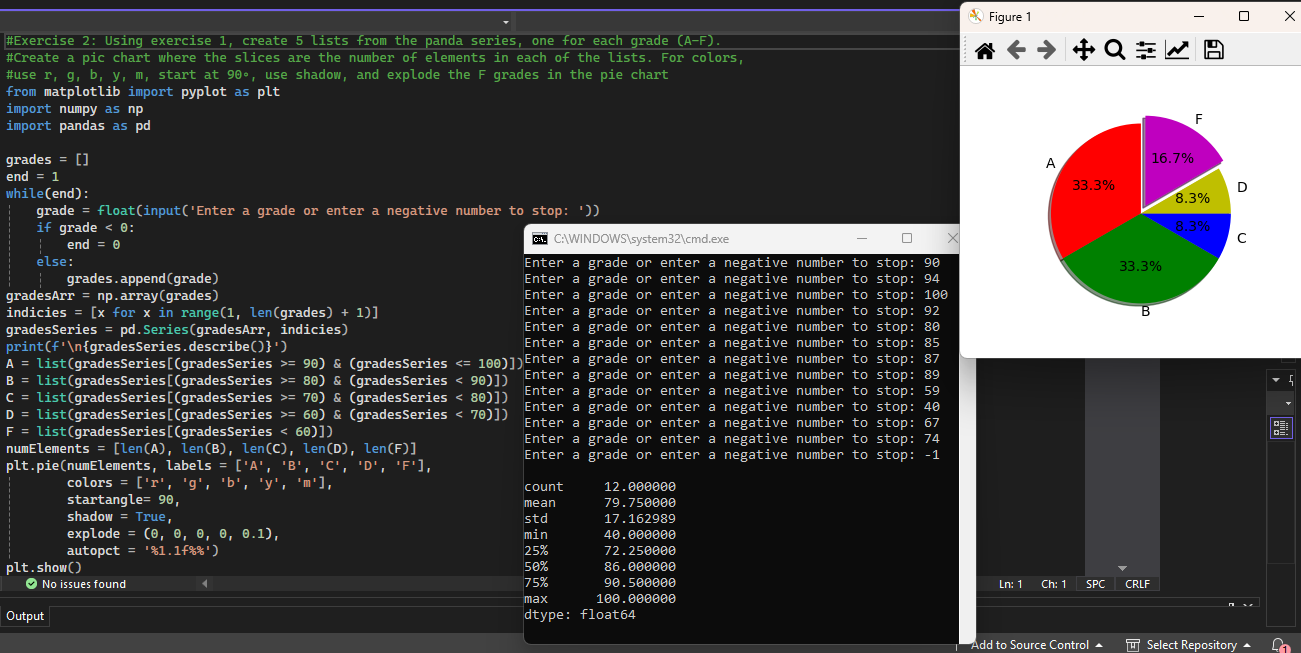 #Exercise 2: Using exercise 1, create 5 lists from the panda series, one for each grade (A-F).
#Create a pic chart where the slices are the number of elements in each of the lists. For colors,
#use r, g, b, y, m, start at 90°, use shadow, and explode the F grades in the pie chart
from matplotlib import pyplot as plt
import numpy as np
import pandas as pd
grades = []
end = 1
while(end):
    grade = float(input('Enter a grade or enter a negative number to stop: '))
    if grade < 0:
        end = 0
    else:
        grades.append(grade)
gradesArr = np.array(grades)
indicies = [x for x in range(1, len(grades) + 1)]
gradesSeries = pd.Series(gradesArr, indicies)
print(f'\n{gradesSeries.describe()}')
A = list(gradesSeries[(gradesSeries >= 90) & (gradesSeries <= 100)])
B = list(gradesSeries[(gradesSeries >= 80) & (gradesSeries < 90)])
C = list(gradesSeries[(gradesSeries >= 70) & (gradesSeries < 80)])
D = list(gradesSeries[(gradesSeries >= 60) & (gradesSeries < 70)])
F = list(gradesSeries[(gradesSeries < 60)])
numElements = [len(A), len(B), len(C), len(D), len(F)]
plt.pie(numElements, labels = ['A', 'B', 'C', 'D', 'F'],
        colors = ['r', 'g', 'b', 'y', 'm'],
        startangle= 90,
        shadow = True,
        explode = (0, 0, 0, 0, 0.1),
        autopct = '%1.1f%%')
plt.show()
No issues found
Output
C:\WINDOWS\system32\cmd.exe
Enter a grade or enter a negative number to stop: 90
Enter a grade or enter a negative number to stop: 94
Enter a grade or enter a negative number to stop: 100
Enter a grade or enter a negative number to stop: 92
Enter a grade or enter a negative number to stop: 80
Enter a grade or enter a negative number to stop: 85
Enter a grade or enter a negative number to stop: 87
Enter a grade or enter a negative number to stop: 89
Enter a grade or enter a negative number to stop: 59
Enter a grade or enter a negative number to stop: 40
Enter a grade or enter a negative number to stop: 67
Enter a grade or enter a negative number to stop: 74
Enter a grade or enter a negative number to stop: -1
count 12.000000
mean 79.750000
std 17.162989
min 40.000000
25% 72.250000
50% 86.000000
75% 90.500000
max 100.000000
dtype: float64
Figure 1
F
16.7%
A
33.3%
D
8.3%
8.3%
C
33.3%
B
Ln: 1 Ch: 1 SPC CRLF
Add to Source Control Select Repository 1